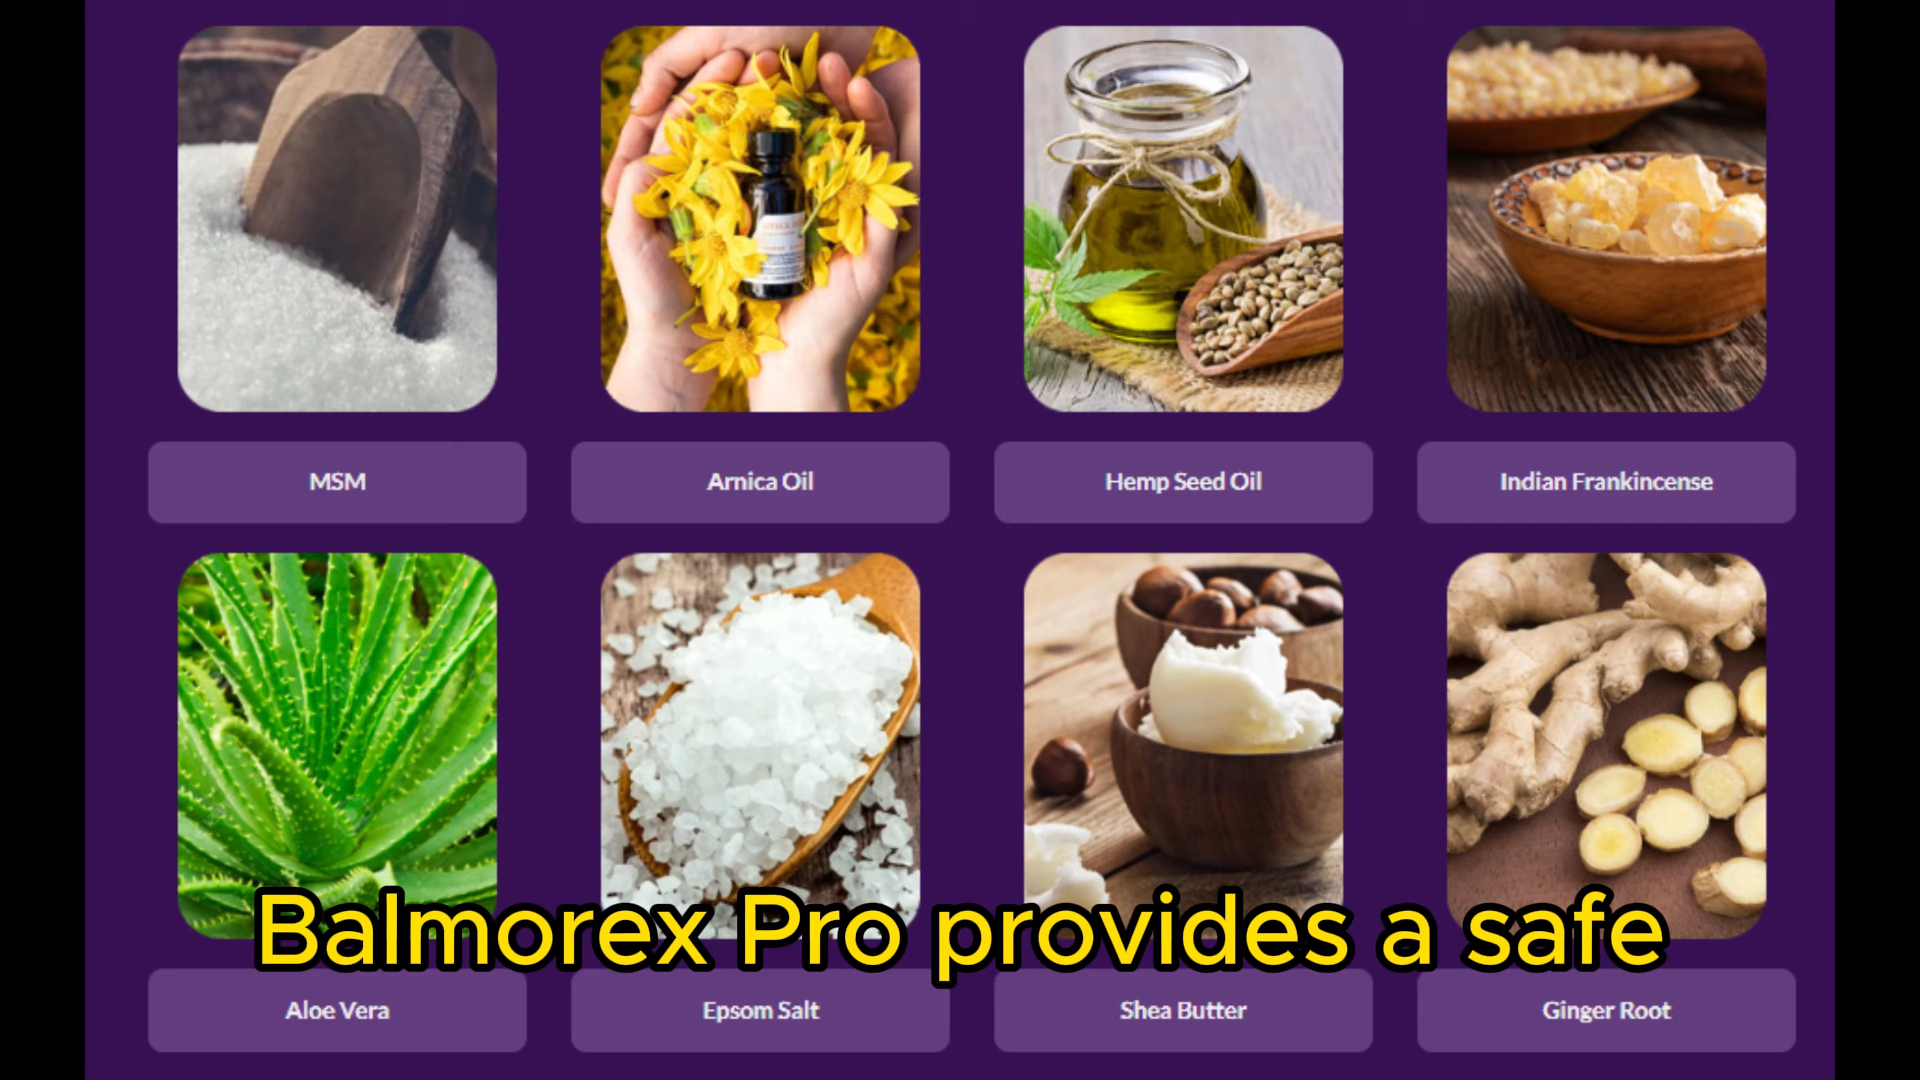 MSM
Arnica Oil
Hemp Seed Oil
Indian Frankincense
Balmorex Pro provides a safe
Aloe Vera
Epsom Salt
Shea Butter
Ginger Root